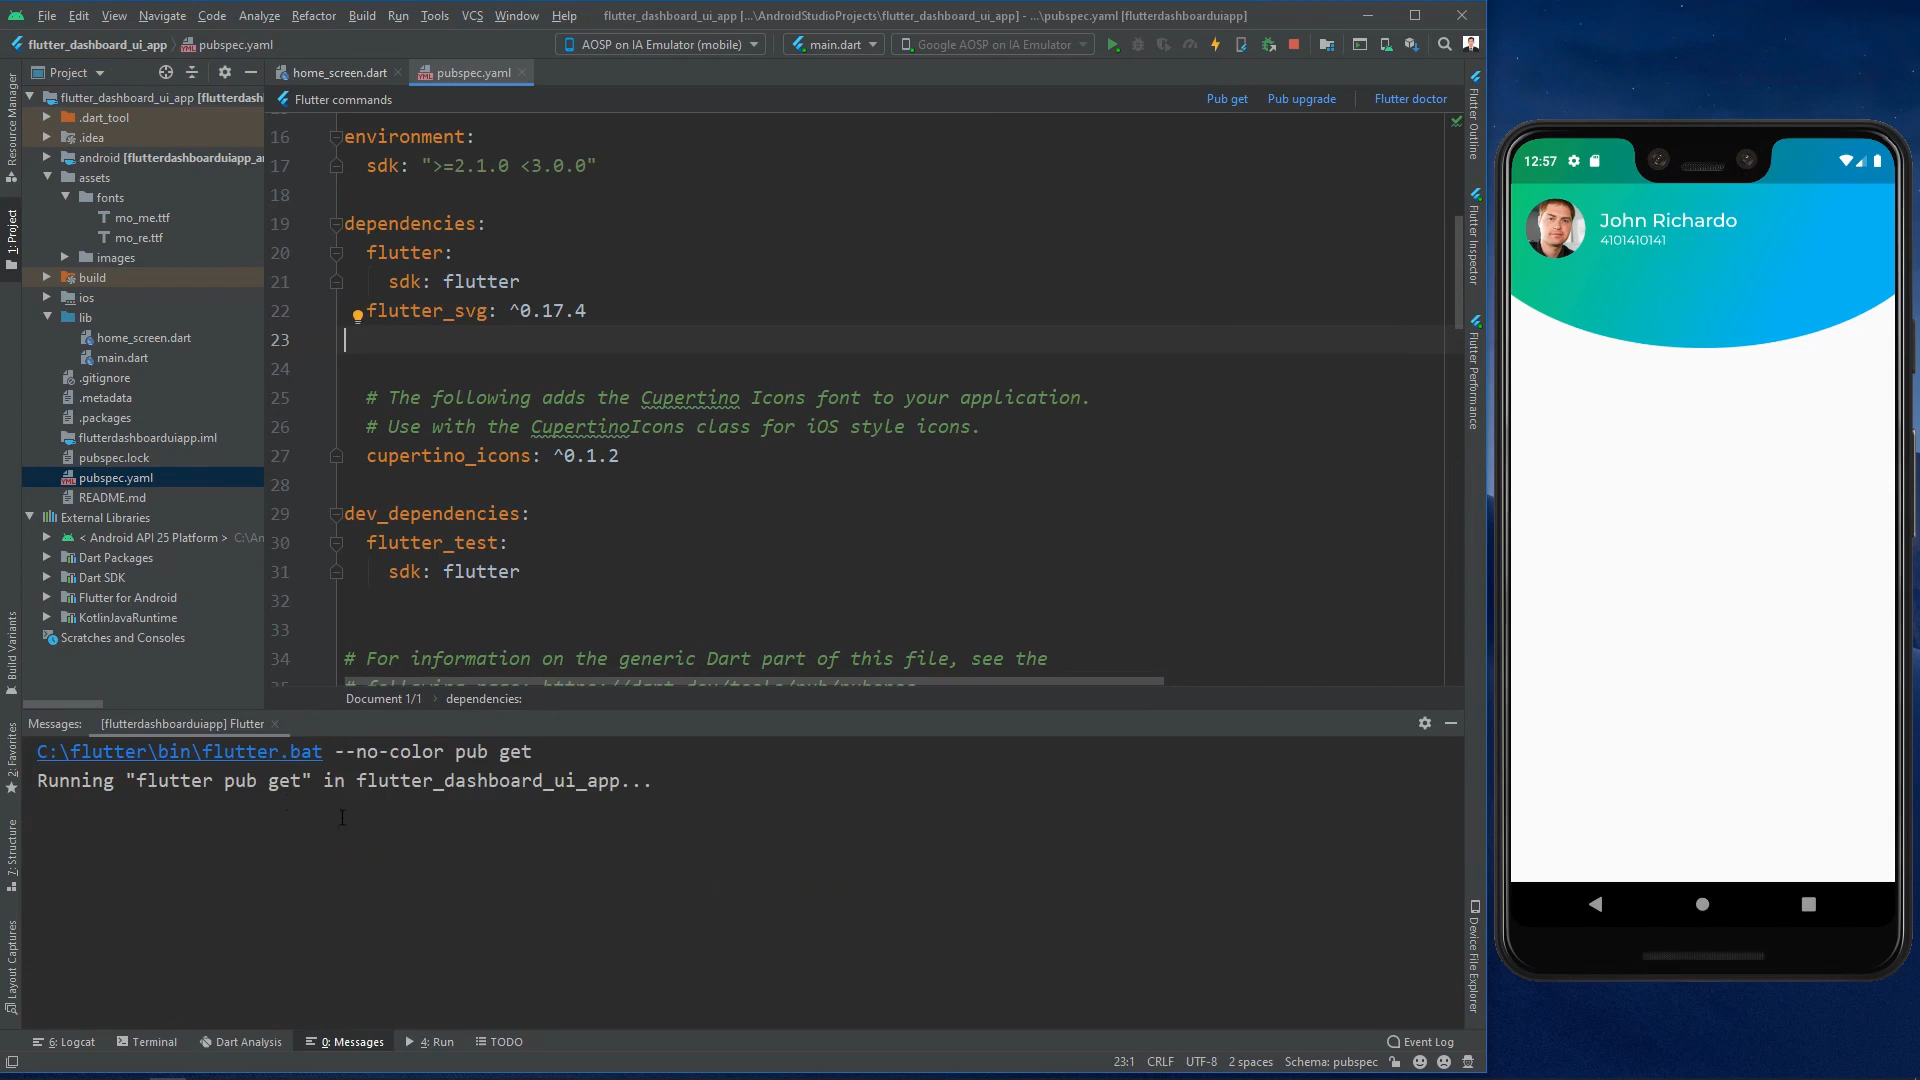 File Edit View Navigate Code Analyze Refactor Build Run Tools VCS Window Help flutter_dashboard_ui_app [...\AndroidStudioProjects\flutter_dashboard_ui_app] - ...\pubspec.yaml [flutterdashboarduiapp]
flutter_dashboard_ui_app pubspec.yaml AOSP on IA Emulator (mobile) main.dart Google AOSP on IA Emulator
Project home_screen.dart pubspec.yaml
Flutter commands Pub get Pub upgrade Flutter doctor
flutter_dashboard_ui_app [flutterdash
.dart_tool
.idea
android [flutterdashboarduiapp_a
assets
fonts
mo_me.ttf
mo_re.ttf
images
build
ios
lib
home_screen.dart
main.dart
.gitignore
.metadata
.packages
flutterdashboarduiapp.iml
pubspec.lock
pubspec.yaml
README.md
External Libraries
< Android API 25 Platform > C:\An
Dart Packages
Dart SDK
Flutter for Android
KotlinJavaRuntime
Scratches and Consoles
16 environment:
17 sdk: ">=2.1.0 <3.0.0"
18
19 dependencies:
20 flutter:
21 sdk: flutter
22 flutter_svg: ^0.17.4
23
24
25 # The following adds the Cupertino Icons font to your application.
26 # Use with the CupertinoIcons class for iOS style icons.
27 cupertino_icons: ^0.1.2
28
29 dev_dependencies:
30 flutter_test:
31 sdk: flutter
32
33
34 # For information on the generic Dart part of this file, see the
# following page: https://dart.dev/tools/pub/pubspec
Document 1/1 dependencies:
Messages: [flutterdashboarduiapp] Flutter
C:\flutter\bin\flutter.bat --no-color pub get
Running "flutter pub get" in flutter_dashboard_ui_app...
6: Logcat Terminal Dart Analysis 0: Messages 4: Run TODO Event Log
23:1 CRLF UTF-8 2 spaces Schema: pubspec
Resource Manager
1: Project
Build Variants
2: Favorites
7: Structure
Layout Captures
Flutter Outline
Flutter Inspector
Flutter Performance
Device File Explorer
12:57
John Richardo
4101410141